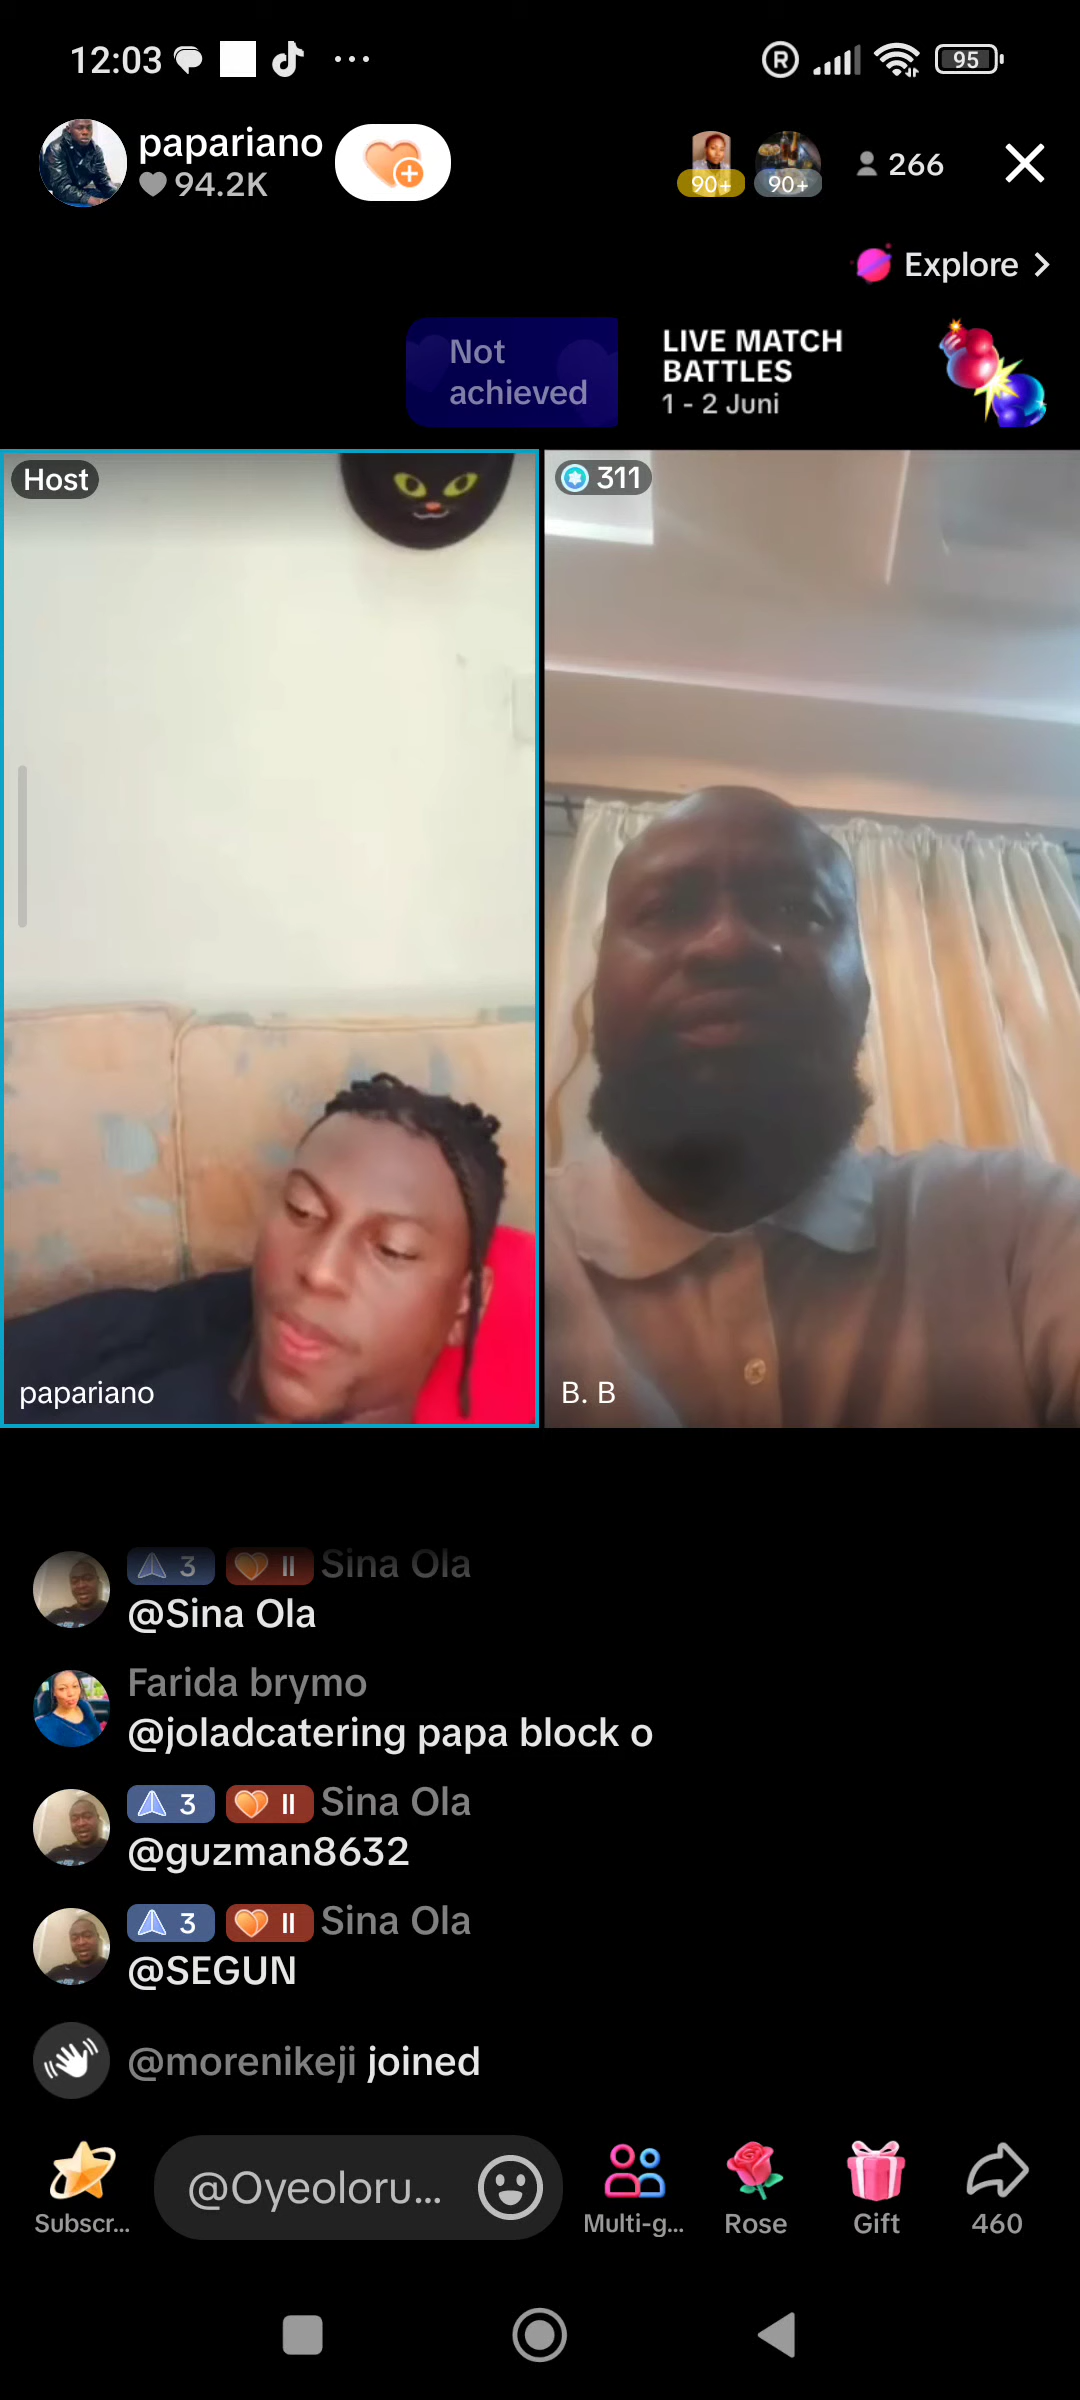 12:03
R
95
papariano
94.2K
90+
90+
266
Explore
Not
achieved
LIVE MATCH
BATTLES
1 - 2 Juni
Host
311
papariano
B. B
3 II Sina Ola
@Sina Ola
Farida brymo
@joladcatering papa block o
3 II Sina Ola
@guzman8632
3 II Sina Ola
@SEGUN
@morenikeji joined
@Oyeoloru...
Subscr...
Multi-g...
Rose
Gift
460